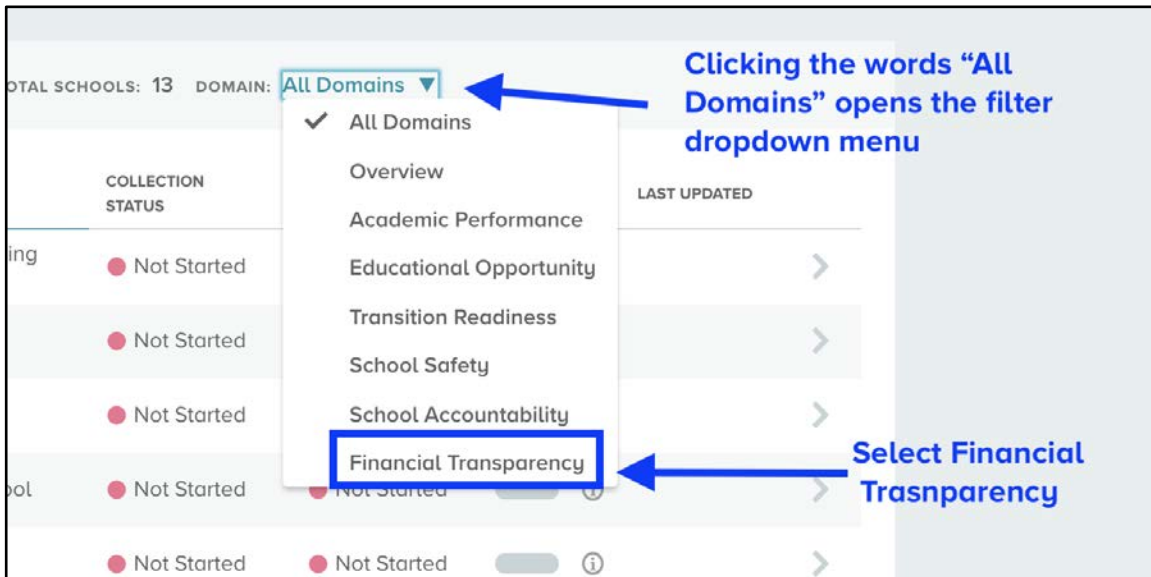 Clicking the words “All
Domains” opens the filter
dropdown menu
OTAL SCHOOLS: 13 DOMAIN: All Domains ▼
✓ All Domains
Overview
Academic Performance
Educational Opportunity
Transition Readiness
School Safety
School Accountability
Financial Transparency
COLLECTION
STATUS
LAST UPDATED
ing
Not Started
Not Started
Not Started
ool
Not Started
Not Started
Not Started
Not Started
Select Financial
Trasnparency